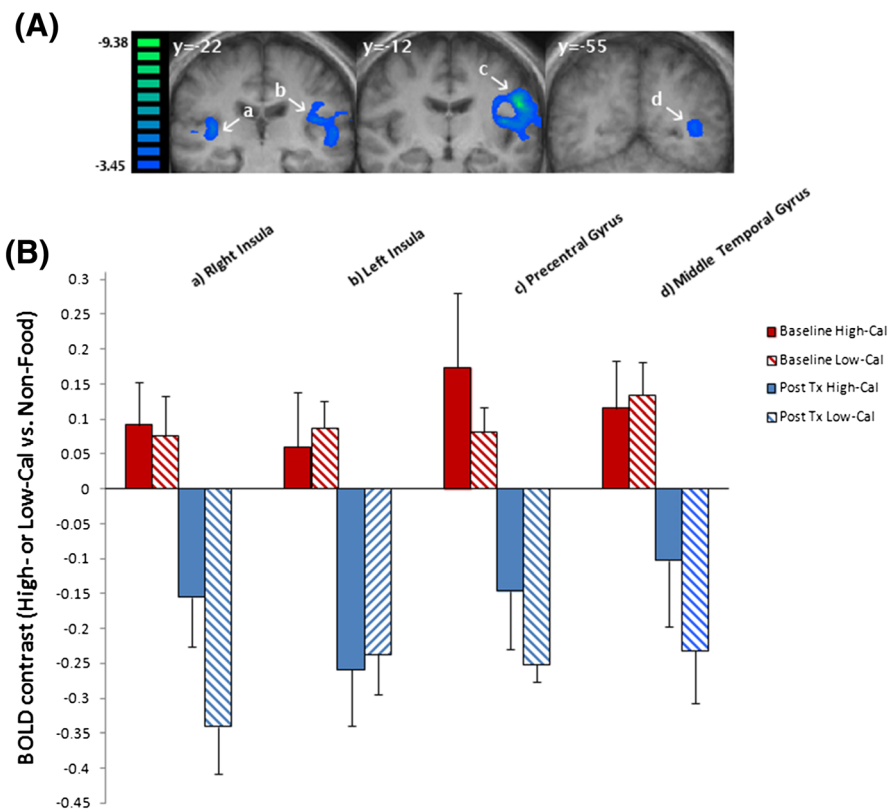 (A)
-9.38
-3.45
y=-22
y=-12
y=-55
a
b
c
d
(B)
a) Right Insula
b) Left Insula
c) Precentral Gyrus
d) Middle Temporal Gyrus
BOLD contrast (High- or Low-Cal vs. Non-Food)
0.3
0.25
0.2
0.15
0.1
0.05
0
-0.05
-0.1
-0.15
-0.2
-0.25
-0.3
-0.35
-0.4
-0.45
Baseline High-Cal
Baseline Low-Cal
Post Tx High-Cal
Post Tx Low-Cal